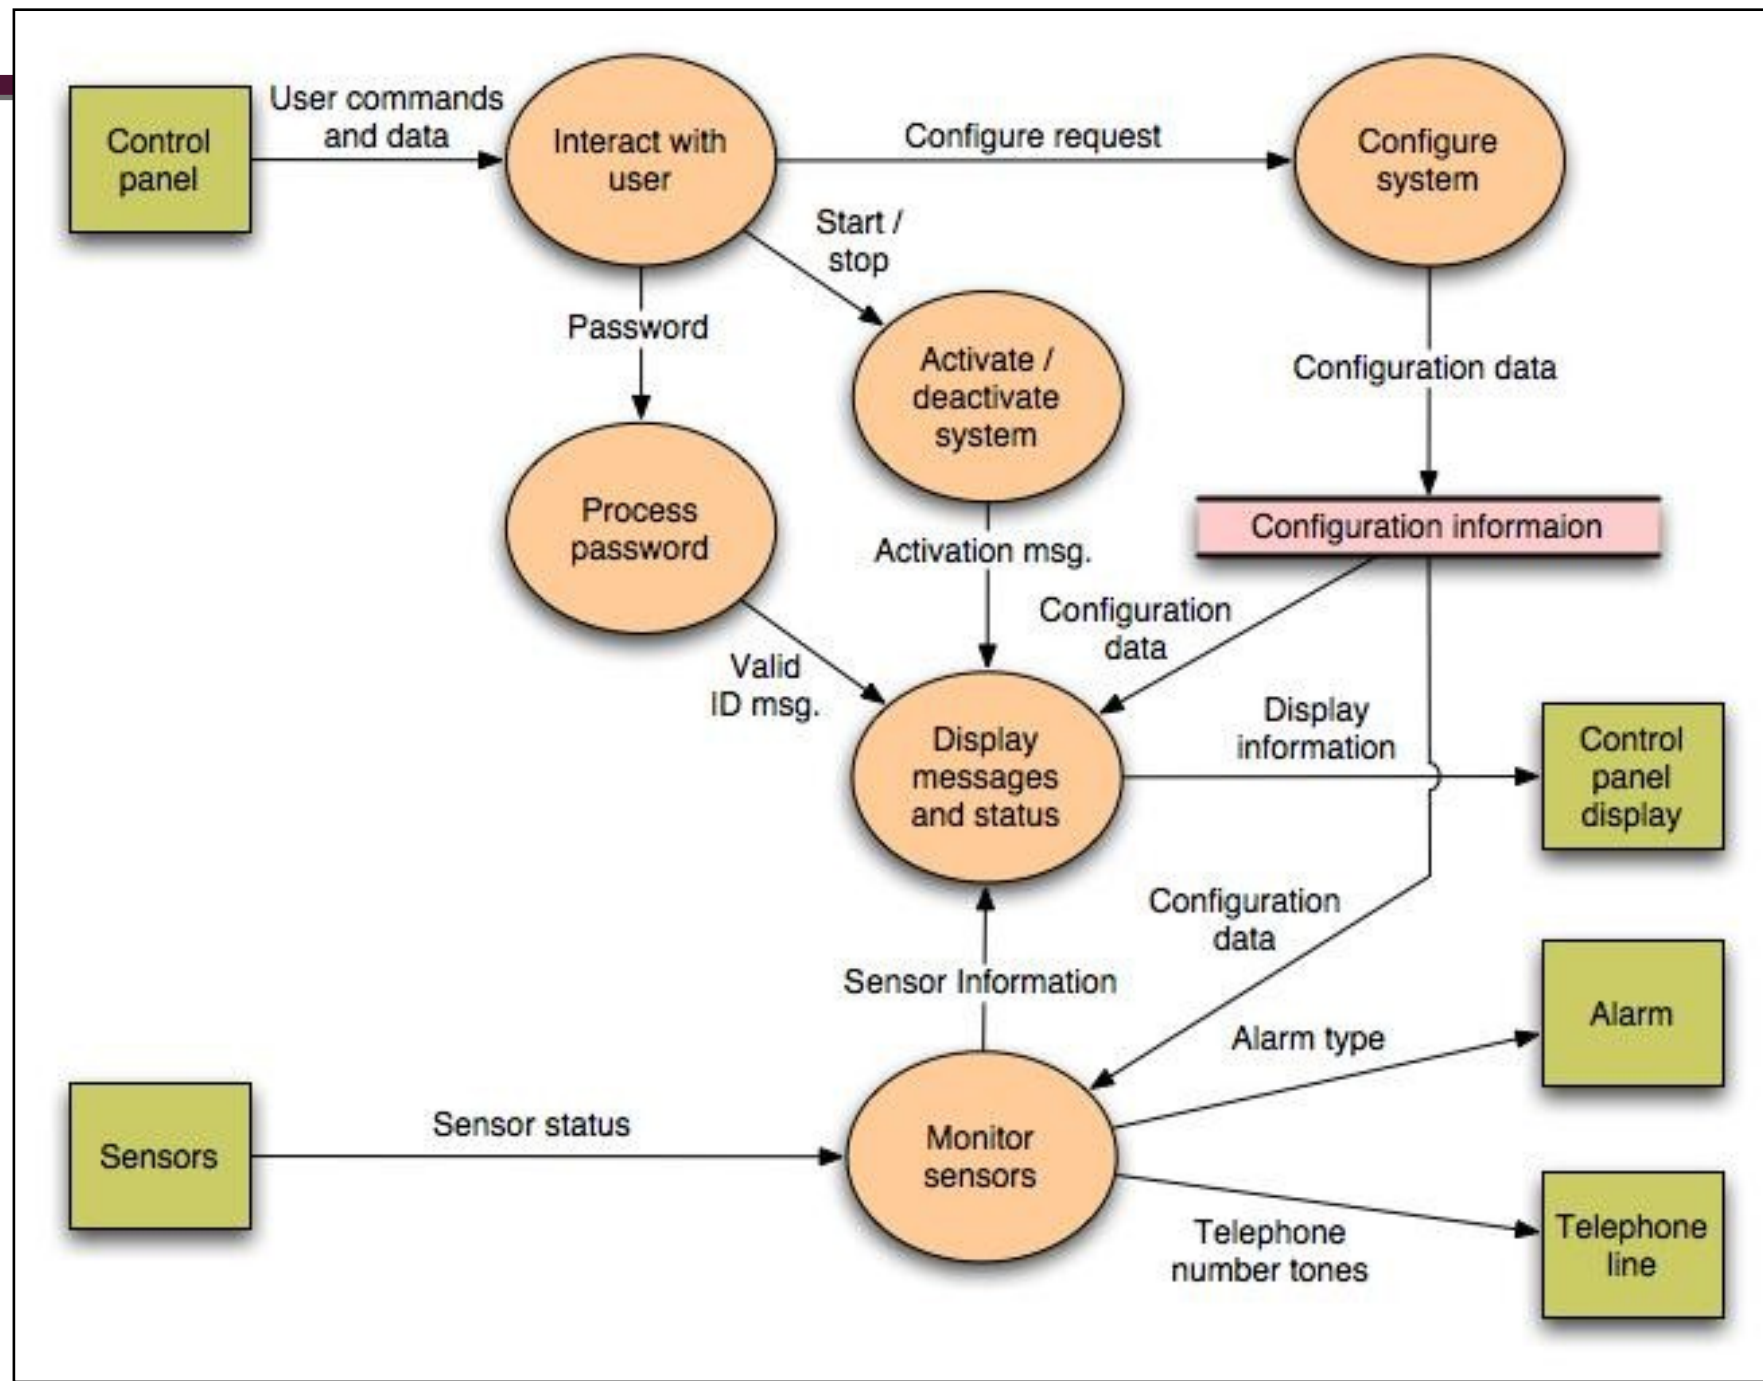 Control
panel
User commands
and data
Interact with
user
Configure request
Configure
system
Start /
stop
Password
Activate /
deactivate
system
Configuration data
Process
password
Activation msg.
Configuration informaion
Configuration
data
Valid
ID msg.
Display
messages
and status
Display
information
Control
panel
display
Configuration
data
Sensor Information
Alarm type
Alarm
Sensors
Sensor status
Monitor
sensors
Telephone
number tones
Telephone
line